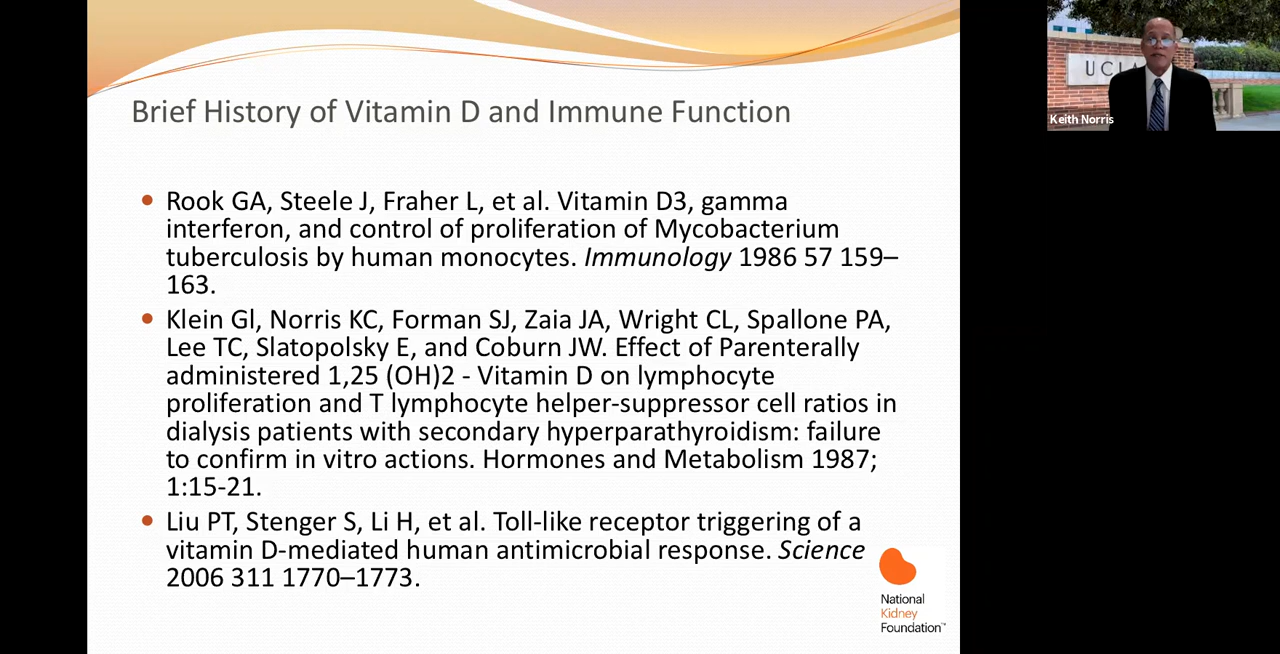 Brief History of Vitamin D and Immune Function
• Rook GA, Steele J, Fraher L, et al. Vitamin D3, gamma
interferon, and control of proliferation of Mycobacterium
tuberculosis by human monocytes. Immunology 1986 57 159–
163.
• Klein Gl, Norris KC, Forman SJ, Zaia JA, Wright CL, Spallone PA,
Lee TC, Slatopolsky E, and Coburn JW. Effect of Parenterally
administered 1,25 (OH)2 - Vitamin D on lymphocyte
proliferation and T lymphocyte helper-suppressor cell ratios in
dialysis patients with secondary hyperparathyroidism: failure
to confirm in vitro actions. Hormones and Metabolism 1987;
1:15-21.
• Liu PT, Stenger S, Li H, et al. Toll-like receptor triggering of a
vitamin D-mediated human antimicrobial response. Science
2006 311 1770–1773.
National
Kidney
Foundation™
UCLA
Keith Norris